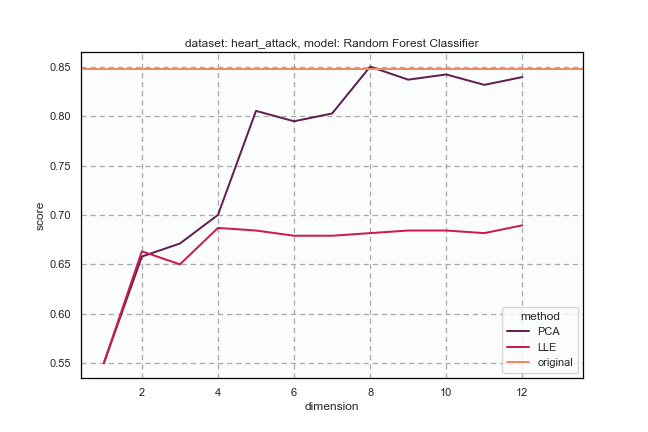 dataset: heart_attack, model: Random Forest Classifier
0.85
0.80
0.75
0.70
0.65
0.60
0.55
score
2
4
6
8
10
12
dimension
method
PCA
LLE
original